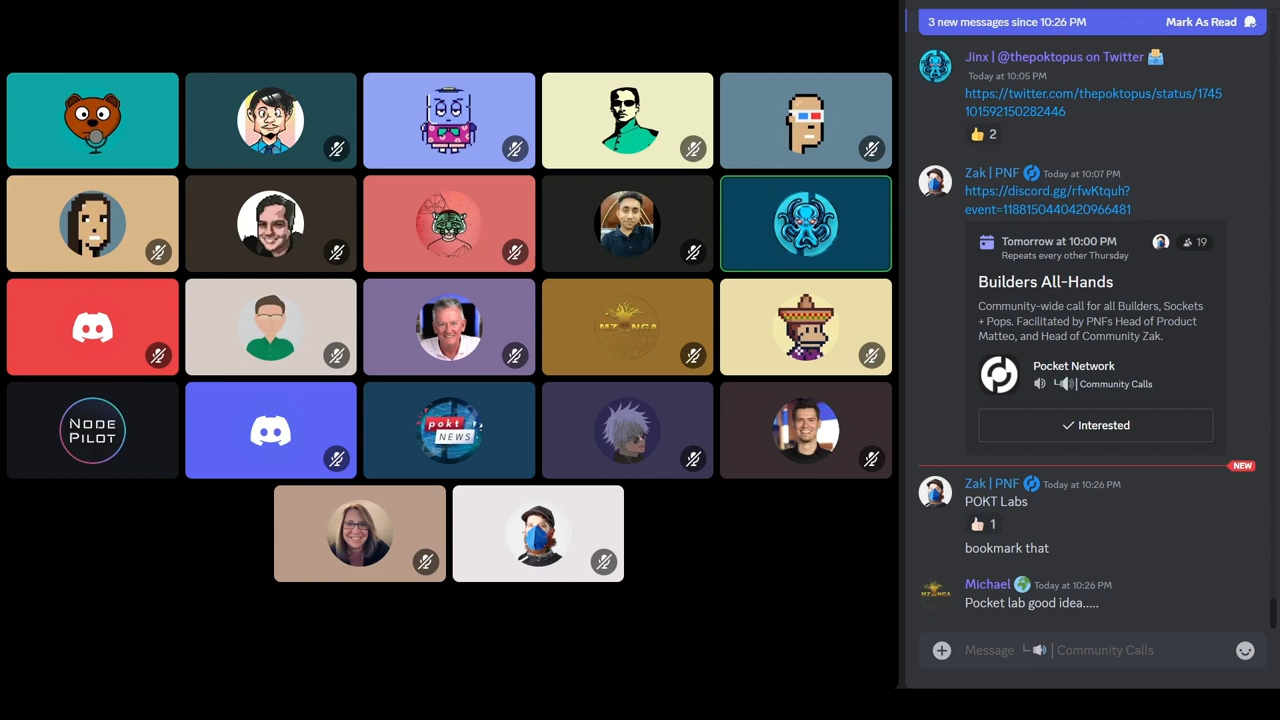 3 new messages since 10:26 PM
Mark As Read
Jinx | @thepoktopus on Twitter
Today at 10:05 PM
https://twitter.com/thepoktopus/status/1745
101592150282446
2
Zak | PNF Today at 10:07 PM
https://discord.gg/rfwKtquh?
event=1188150440420966481
Tomorrow at 10:00 PM
19
Repeats every other Thursday
Builders All-Hands
Community-wide call for all Builders, Sockets
+ Pops. Facilitated by PNFs Head of Product
Matteo, and Head of Community Zak.
Pocket Network
| Community Calls
Interested
NEW
Zak | PNF Today at 10:26 PM
POKT Labs
1
bookmark that
Michael Today at 10:26 PM
Pocket lab good idea.....
Message | Community Calls
MZ NGA
NODE
PILOT
pokt
NEWS